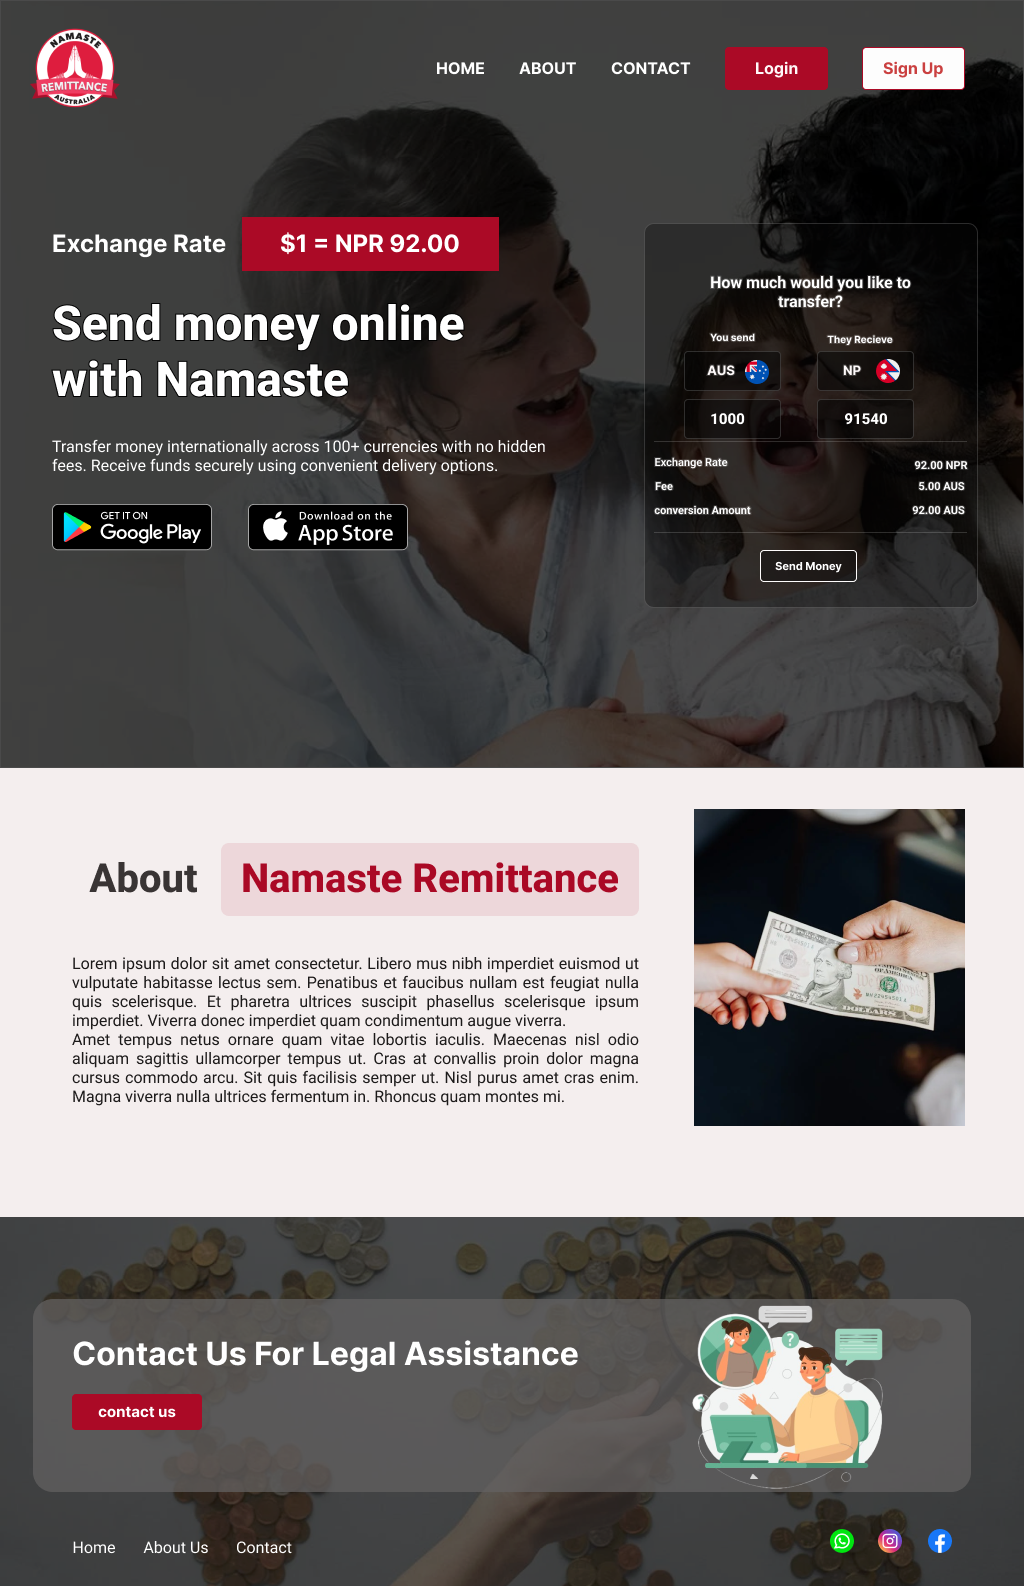 NAMASTE
REMITTANCE
AUSTRALIA
HOME ABOUT CONTACT Login Sign Up
Exchange Rate $1 = NPR 92.00
Send money online
with Namaste
Transfer money internationally across 100+ currencies with no hidden
fees. Receive funds securely using convenient delivery options.
GET IT ON
Google Play
Download on the
App Store
How much would you like to
transfer?
You send They Recieve
AUS NP
1000 91540
Exchange Rate 92.00 NPR
Fee 5.00 AUS
conversion Amount 92.00 AUS
Send Money
About Namaste Remittance
Lorem ipsum dolor sit amet consectetur. Libero mus nibh imperdiet euismod ut
vulputate habitasse lectus sem. Penatibus et faucibus nullam est feugiat nulla
quis scelerisque. Et pharetra ultrices suscipit phasellus scelerisque ipsum
imperdiet. Viverra donec imperdiet quam condimentum augue viverra.
Amet tempus netus ornare quam vitae lobortis iaculis. Maecenas nisl odio
aliquam sagittis ullamcorper tempus ut. Cras at convallis proin dolor magna
cursus commodo arcu. Sit quis facilisis semper ut. Nisl purus amet cras enim.
Magna viverra nulla ultrices fermentum in. Rhoncus quam montes mi.
10
OF AMERICA
DOLLARS
Contact Us For Legal Assistance
?
contact us
Home About Us Contact